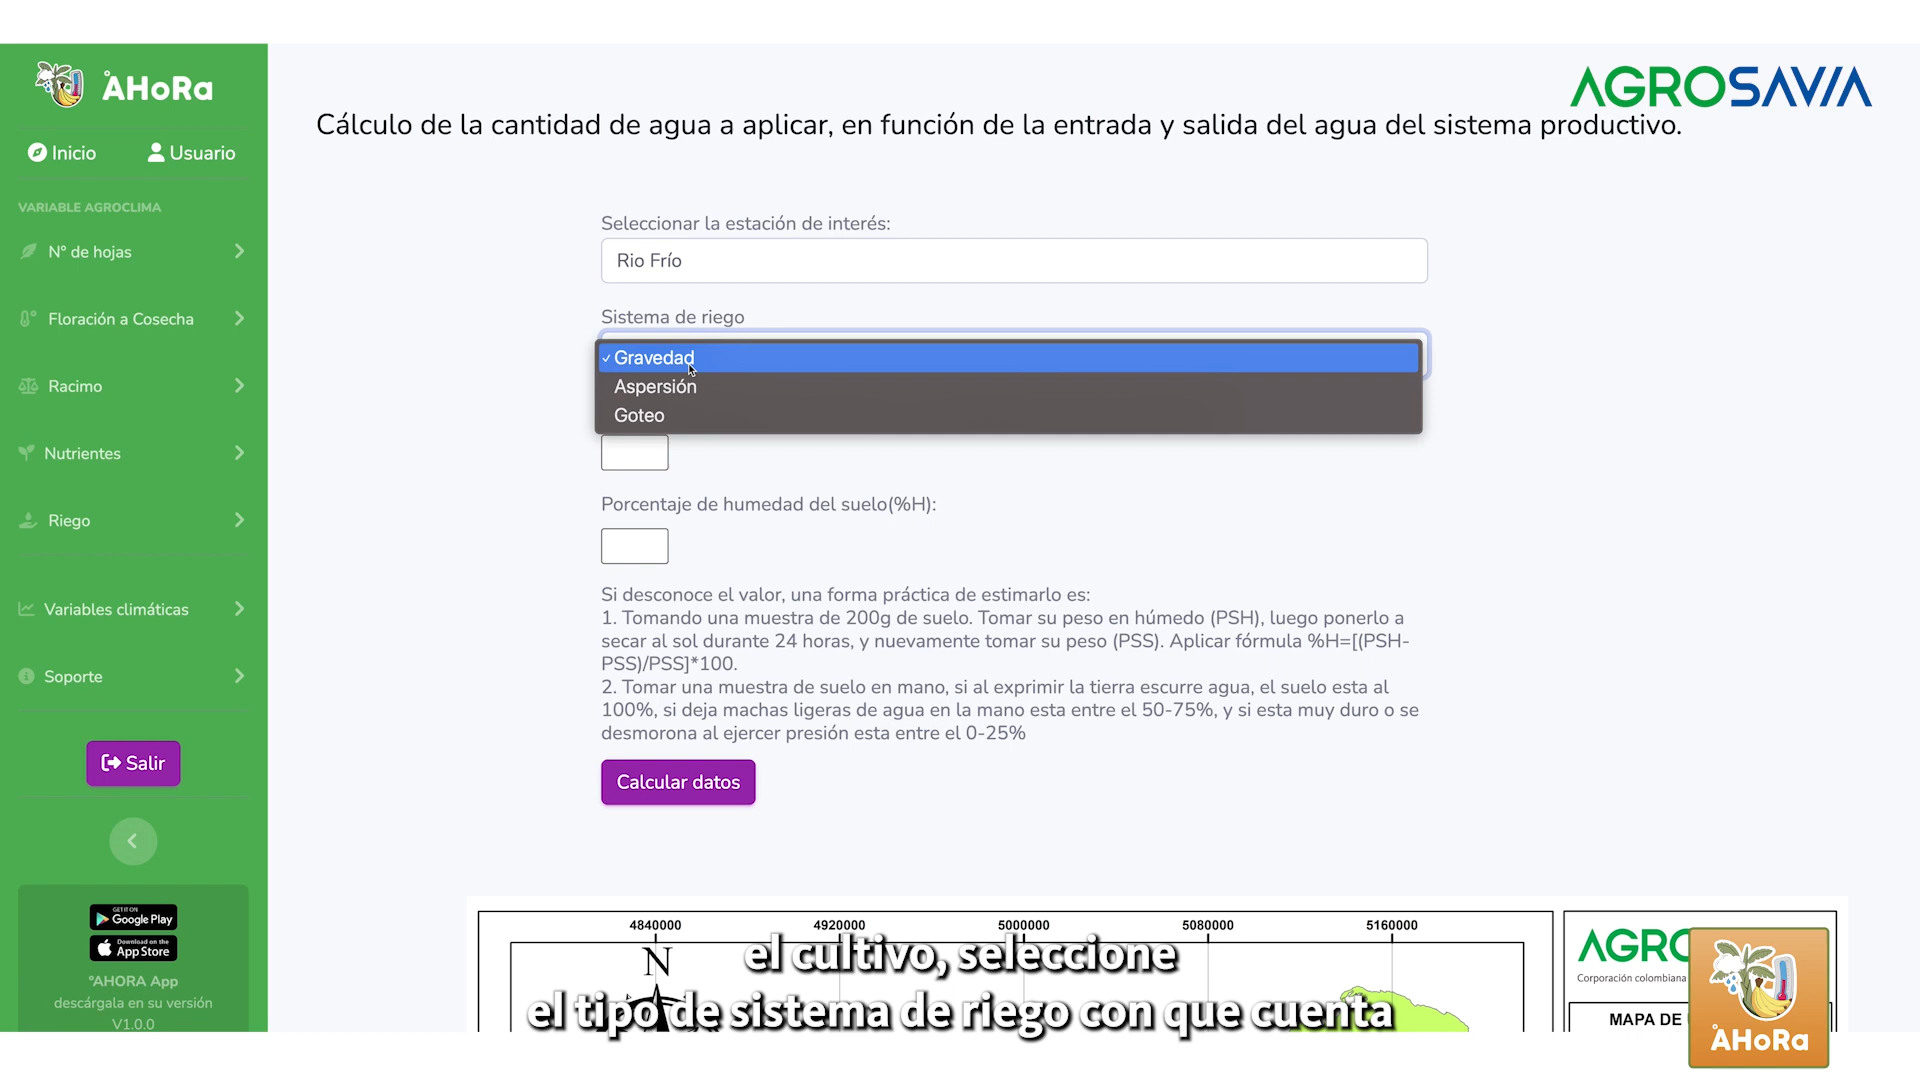 ÅHoRa
Inicio
Usuario
VARIABLE AGROCLIMA
N° de hojas
Floración a Cosecha
Racimo
Nutrientes
Riego
Variables climáticas
Soporte
Salir
GET IT ON
Google Play
Download on the
App Store
°AHORA App
descárgala en su versión
V1.0.0
AGROSAVIA
Cálculo de la cantidad de agua a aplicar, en función de la entrada y salida del agua del sistema productivo.
Seleccionar la estación de interés:
Rio Frío
Sistema de riego
✓ Gravedad
Aspersión
Goteo
Porcentaje de humedad del suelo(%H):
Si desconoce el valor, una forma práctica de estimarlo es:
1. Tomando una muestra de 200g de suelo. Tomar su peso en húmedo (PSH), luego ponerlo a
secar al sol durante 24 horas, y nuevamente tomar su peso (PSS). Aplicar fórmula %H=[(PSH-
PSS)/PSS]*100.
2. Tomar una muestra de suelo en mano, si al exprimir la tierra escurre agua, el suelo esta al
100%, si deja machas ligeras de agua en la mano esta entre el 50-75%, y si esta muy duro o se
desmorona al ejercer presión esta entre el 0-25%
Calcular datos
4840000 4920000 5000000 5080000 5160000
N
AGRO
Corporación colombiana
MAPA DE
el cultivo, seleccione
el tipo de sistema de riego con que cuenta
ÅHoRa